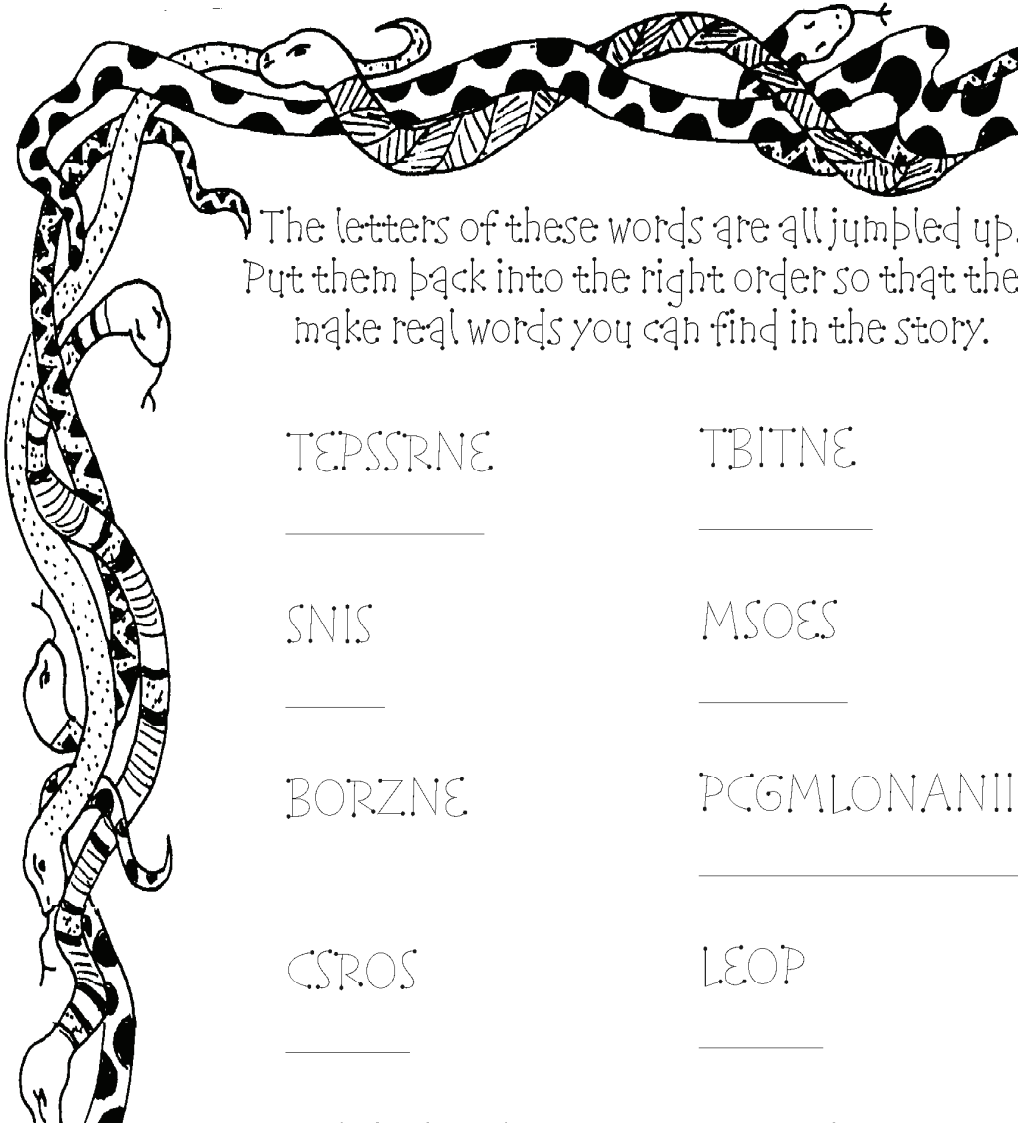 The letters of these words are all jumbled up.
Put them back into the right order so that the
make real words you can find in the story.
TEPSSRNE TBITNE
SNIS MSOES
BORZNE PCGMLONANII
CSROS LEOP